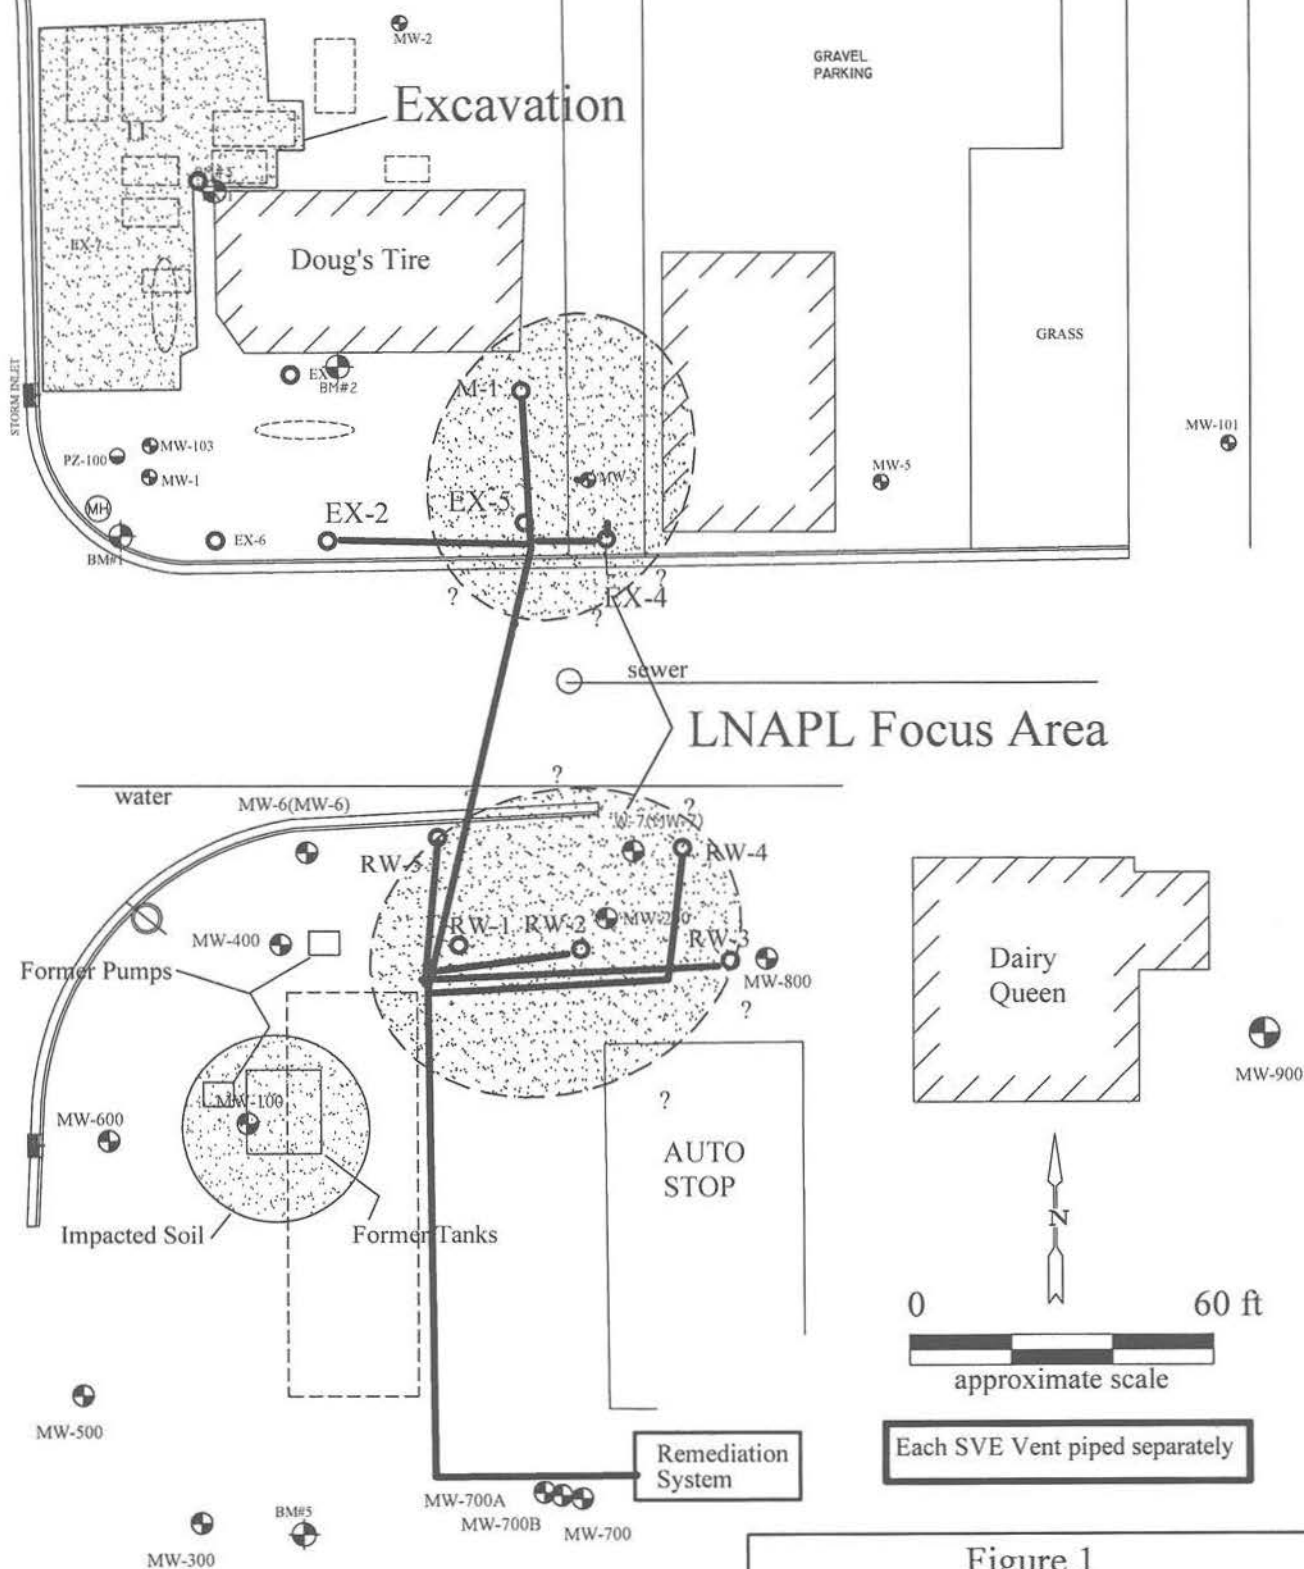 MW-2
GRAVEL
PARKING
Excavation
EX-7
Doug's Tire
GRASS
STORM INLET
M-1
BM#2
MW-101
MW-103
PZ-100
MW-1
MW-3
MW-5
MH
EX-5
EX-2
EX-6
BM#1
?
?
EX-4
?
sewer
LNAPL Focus Area
?
water
MW-6(MW-6)
?
RW-5
RW-4
RW-1
RW-2
MW-400
RW-3
Former Pumps
MW-800
Dairy
Queen
?
MW-900
MW-100
?
MW-600
AUTO
STOP
N
Impacted Soil
Former Tanks
0
60 ft
approximate scale
MW-500
Each SVE Vent piped separately
Remediation
System
MW-700A
MW-700B
MW-700
BM#5
MW-300
Figure 1